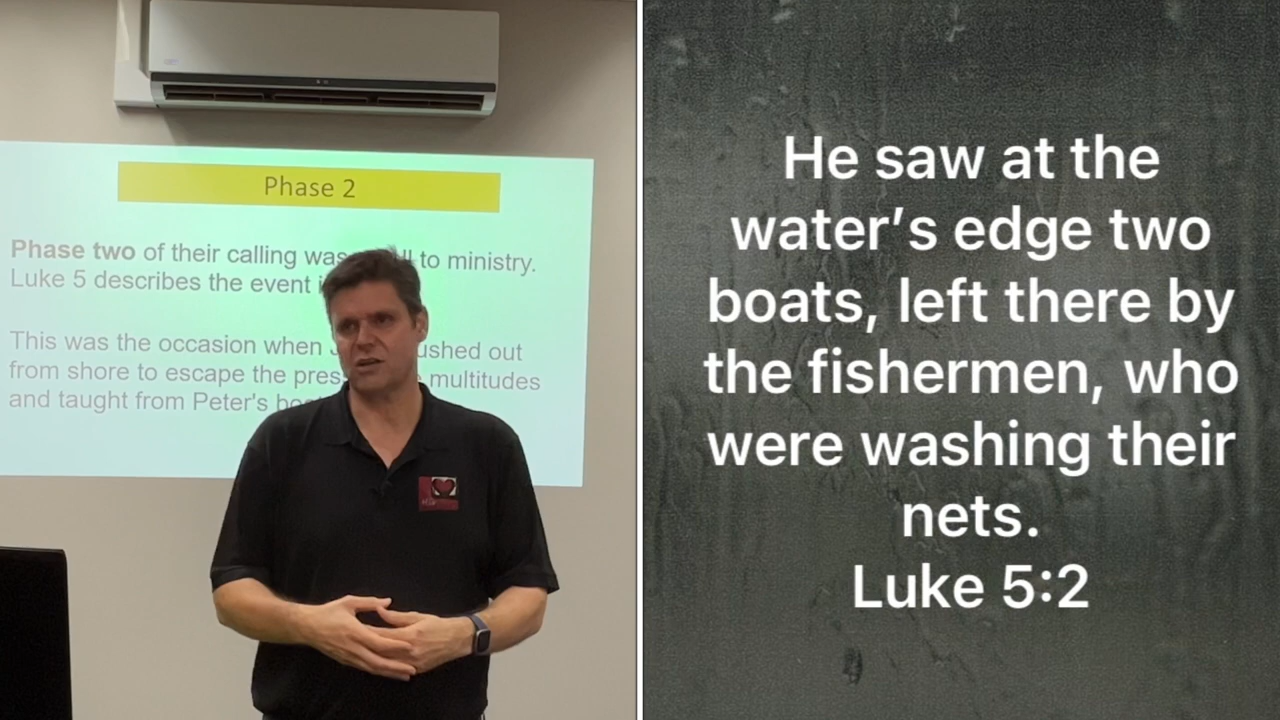 Phase 2
Phase two of their calling was to ministry.
Luke 5 describes the event
This was the occasion when ushed out
from shore to escape the pres multitudes
and taught from Peter's
He saw at the
water's edge two
boats, left there by
the fishermen, who
were washing their
nets.
Luke 5:2